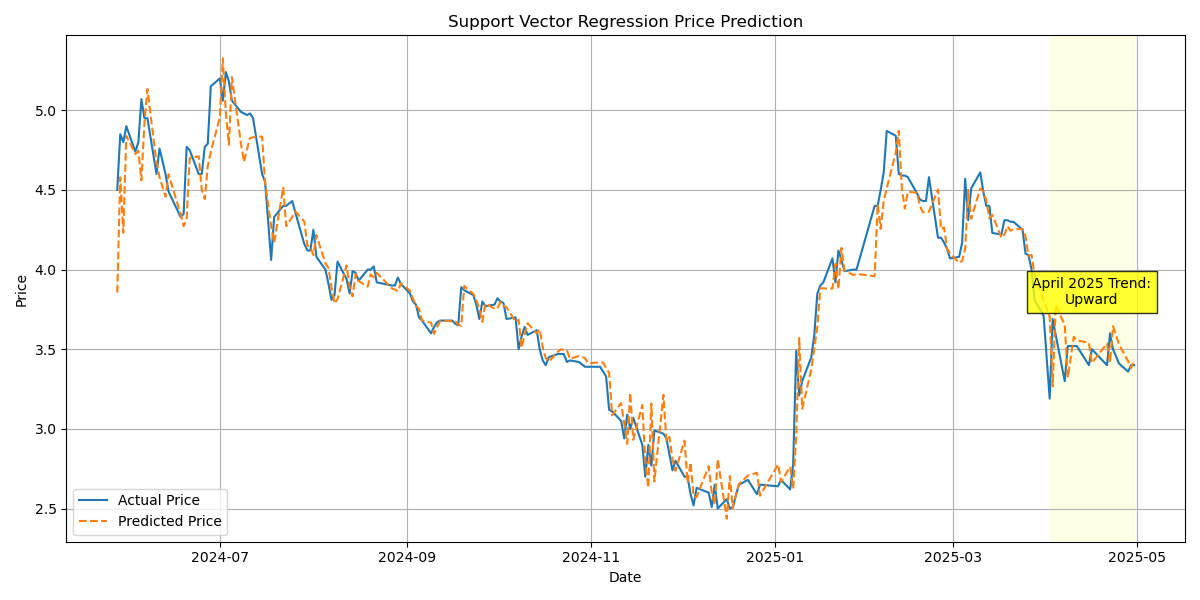 Support Vector Regression Price Prediction
Price
5.0
4.5
4.0
3.5
3.0
2.5
April 2025 Trend:
Upward
Actual Price
Predicted Price
2024-07
2024-09
2024-11
2025-01
2025-03
2025-05
Date